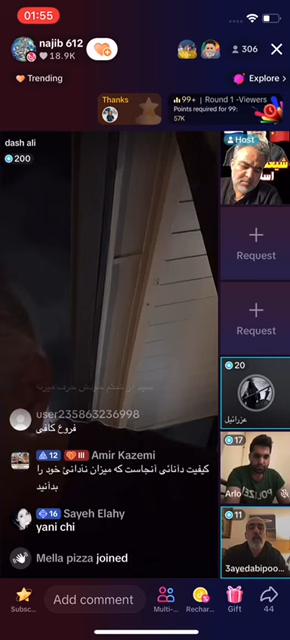 01:55
najib 612
18.9K
306
Trending
Explore >
Thanks
99+ | Round 1 -Viewers
Points required for 99:
57K
44
dash ali
200
Host
Request
Request
20
عزرائیل
17
Arlo
11
3ayedabipoo...
user235863236998
فروغ کافی
12 III Amir Kazemi
کیفیت دانائی آنجاست که میزان نادانئ خود را
بدانید
16 Sayeh Elahy
yani chi
Mella pizza joined
Subsc...
Add comment
Multi-...
Rechar...
Gift
44